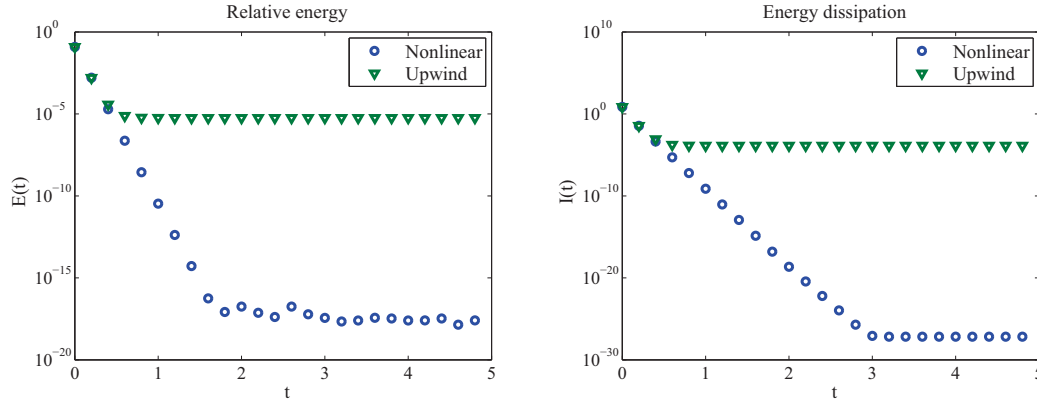 Relative energy
10^0
10^−5
10^−10
10^−15
10^−20
E(t)
0 1 2 3 4 5
t
Nonlinear
Upwind
Energy dissipation
10^10
10^0
10^−10
10^−20
10^−30
I(t)
0 1 2 3 4 5
t
Nonlinear
Upwind